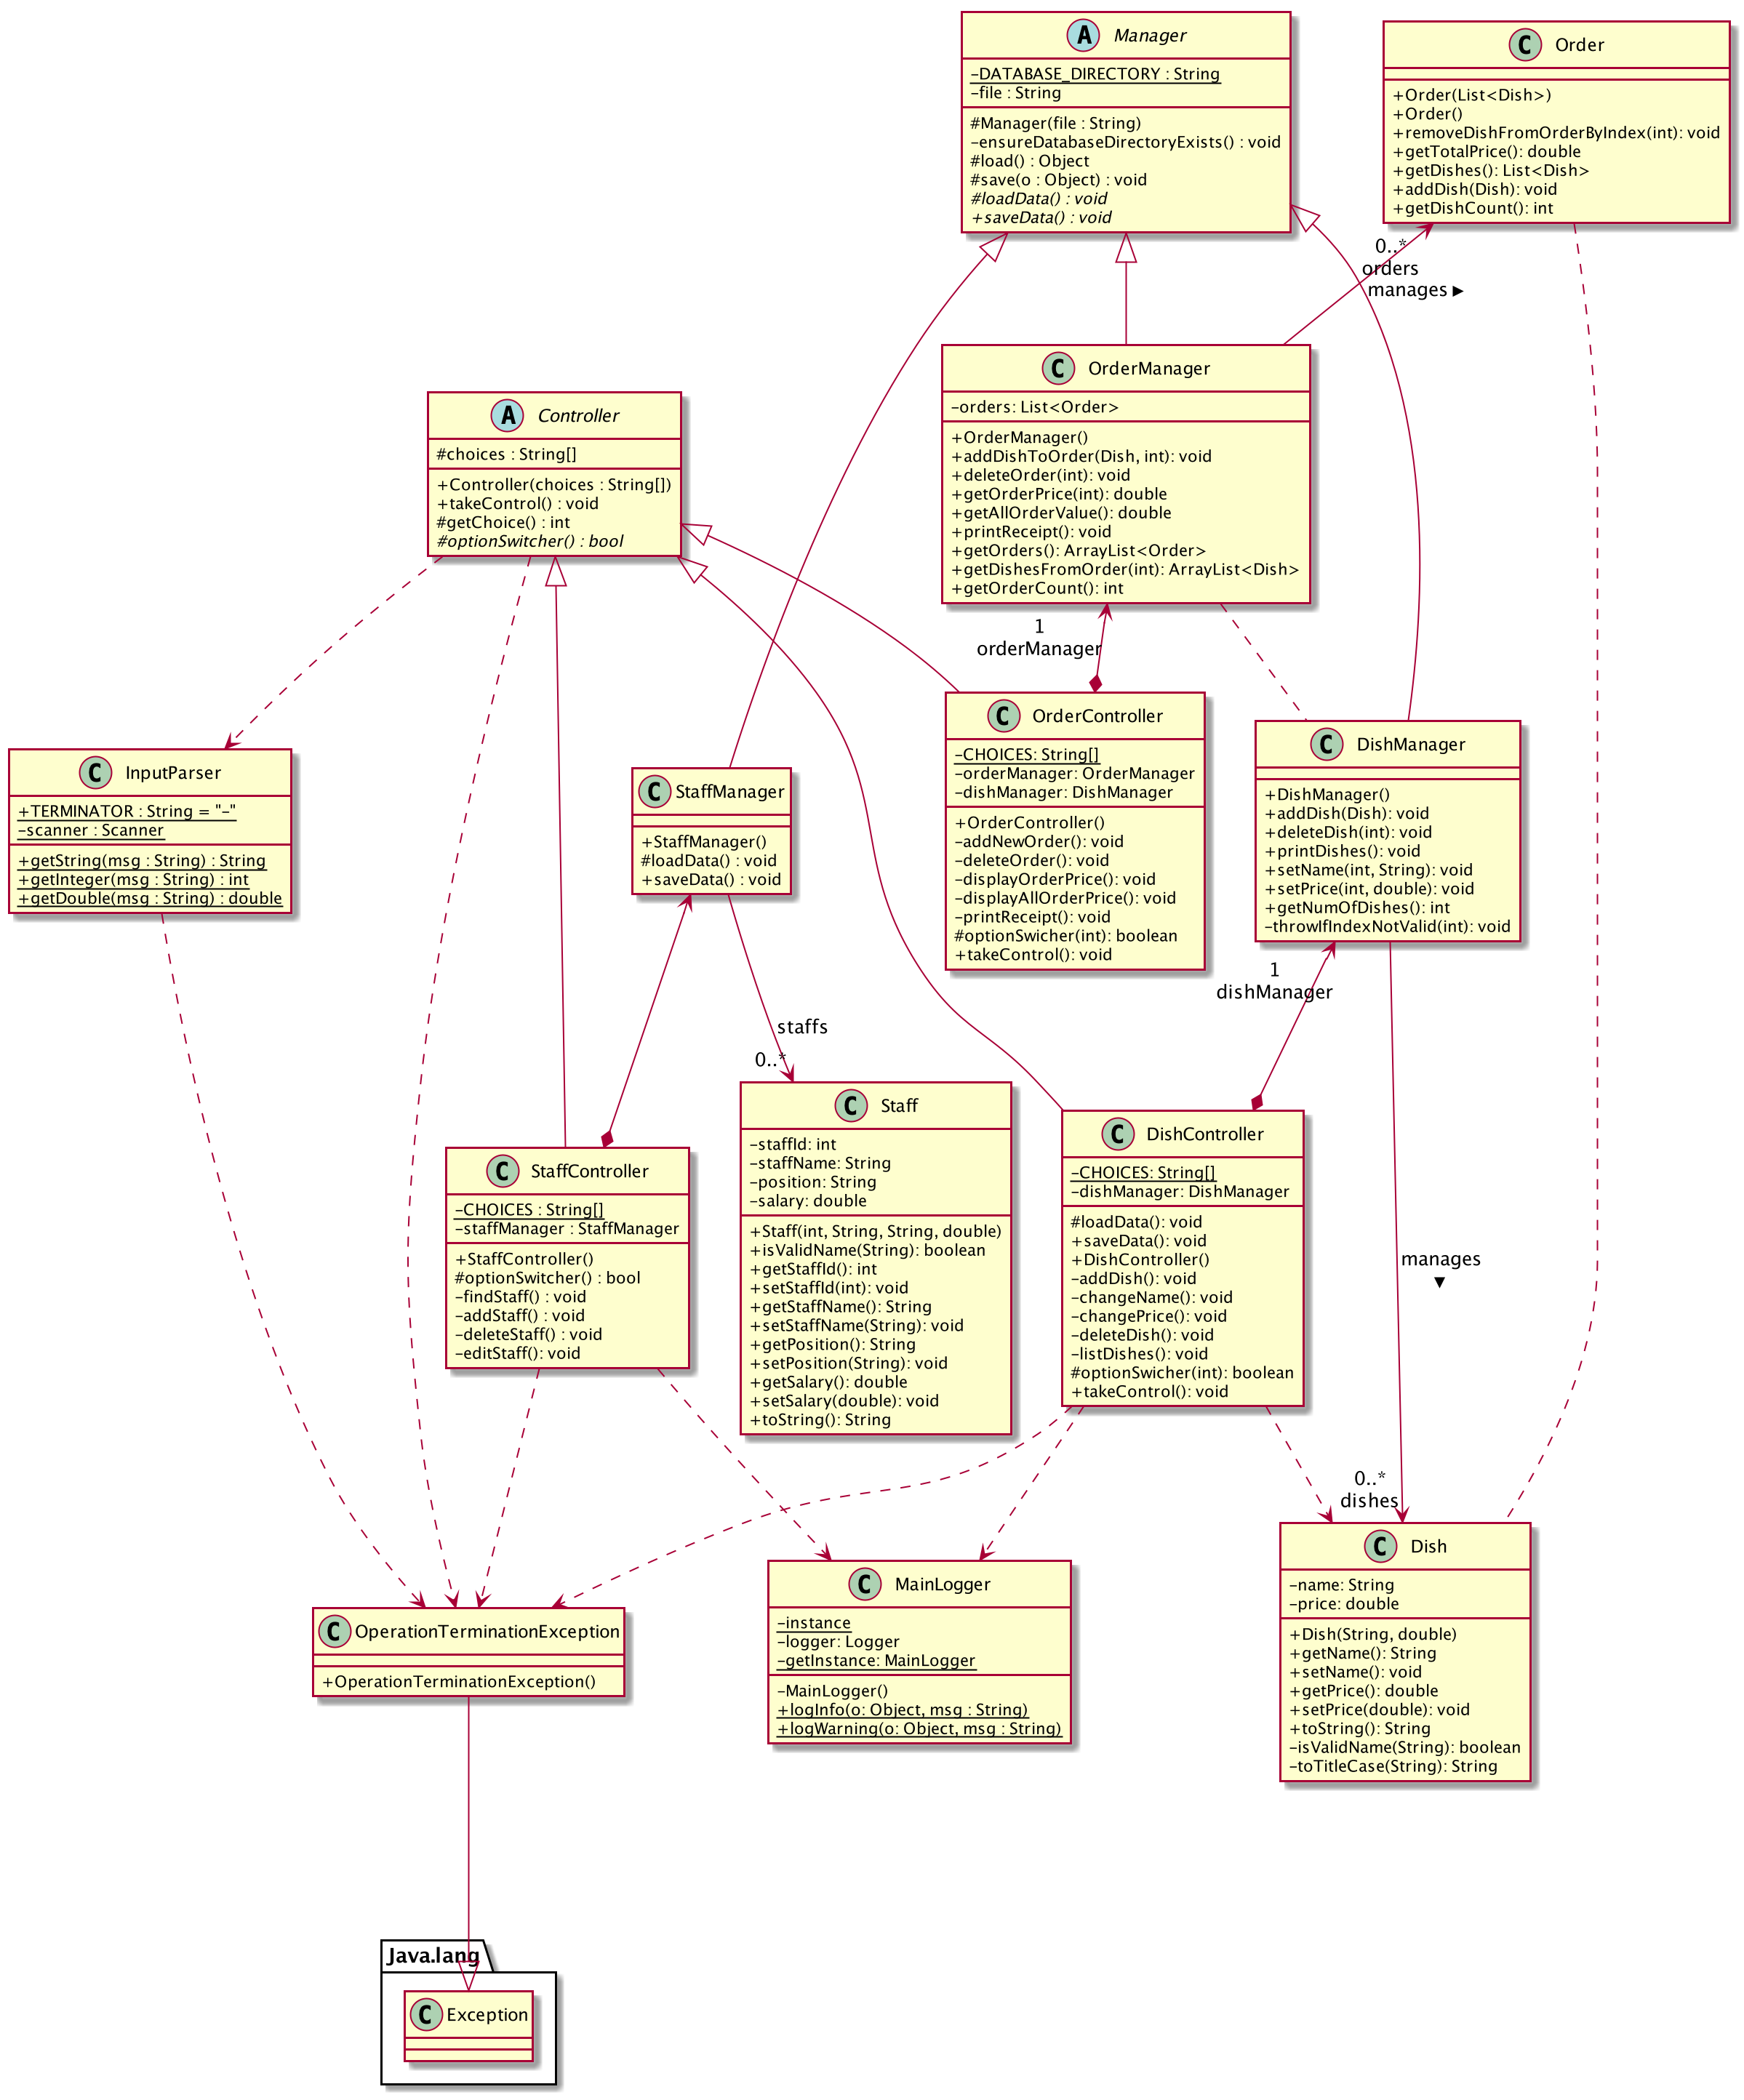 A Manager
-DATABASE_DIRECTORY : String
-file : String
#Manager(file : String)
-ensureDatabaseDirectoryExists() : void
#load() : Object
#save(o : Object) : void
#loadData() : void
+saveData() : void
C Order
+Order(List<Dish>)
+Order()
+removeDishFromOrderByIndex(int): void
+getTotalPrice(): double
+getDishes(): List<Dish>
+addDish(Dish): void
+getDishCount(): int
0..*
orders
manages ►
C OrderManager
-orders: List<Order>
+OrderManager()
+addDishToOrder(Dish, int): void
+deleteOrder(int): void
+getOrderPrice(int): double
+getAllOrderValue(): double
+printReceipt(): void
+getOrders(): ArrayList<Order>
+getDishesFromOrder(int): ArrayList<Dish>
+getOrderCount(): int
A Controller
#choices : String[]
+Controller(choices : String[])
+takeControl() : void
#getChoice() : int
#optionSwitcher() : bool
1
orderManager
C OrderController
-CHOICES: String[]
-orderManager: OrderManager
-dishManager: DishManager
+OrderController()
-addNewOrder(): void
-deleteOrder(): void
-displayOrderPrice(): void
-displayAllOrderPrice(): void
-printReceipt(): void
#optionSwicher(int): boolean
+takeControl(): void
C DishManager
+DishManager()
+addDish(Dish): void
+deleteDish(int): void
+printDishes(): void
+setName(int, String): void
+setPrice(int, double): void
+getNumOfDishes(): int
-throwIfIndexNotValid(int): void
C InputParser
+TERMINATOR : String = "-"
-scanner : Scanner
+getString(msg : String) : String
+getInteger(msg : String) : int
+getDouble(msg : String) : double
C StaffManager
+StaffManager()
#loadData() : void
+saveData() : void
1
dishManager
staffs
0..*
C Staff
-staffId: int
-staffName: String
-position: String
-salary: double
+Staff(int, String, String, double)
+isValidName(String): boolean
+getStaffId(): int
+setStaffId(int): void
+getStaffName(): String
+setStaffName(String): void
+getPosition(): String
+setPosition(String): void
+getSalary(): double
+setSalary(double): void
+toString(): String
C DishController
-CHOICES: String[]
-dishManager: DishManager
#loadData(): void
+saveData(): void
+DishController()
-addDish(): void
-changeName(): void
-changePrice(): void
-deleteDish(): void
-listDishes(): void
#optionSwicher(int): boolean
+takeControl(): void
C StaffController
-CHOICES : String[]
-staffManager : StaffManager
+StaffController()
#optionSwitcher() : bool
-findStaff() : void
-addStaff() : void
-deleteStaff() : void
-editStaff(): void
manages
▼
0..*
dishes
C Dish
-name: String
-price: double
+Dish(String, double)
+getName(): String
+setName(): void
+getPrice(): double
+setPrice(double): void
+toString(): String
-isValidName(String): boolean
-toTitleCase(String): String
C MainLogger
-instance
-logger: Logger
-getInstance: MainLogger
-MainLogger()
+logInfo(o: Object, msg : String)
+logWarning(o: Object, msg : String)
C OperationTerminationException
+OperationTerminationException()
Java.lang
C Exception